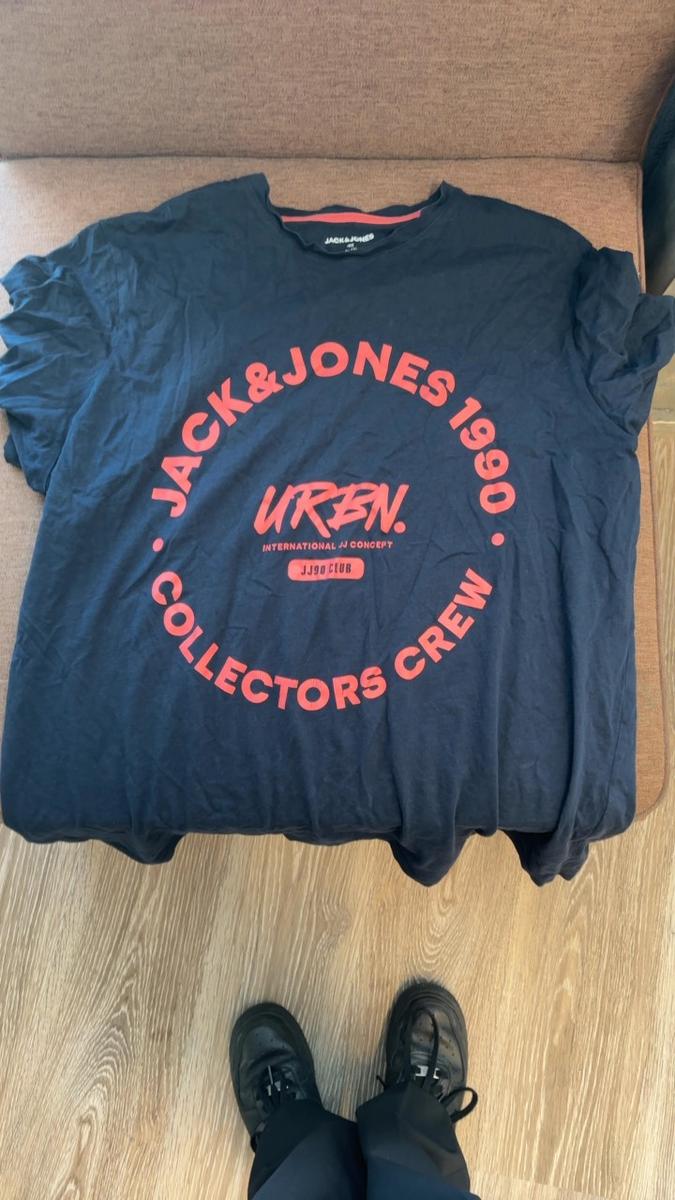 JACK&JONES
JACK&JONES 1990
URBN.
INTERNATIONAL JJ CONCEPT
JJ90 CLUB
• COLLECTORS CREW •